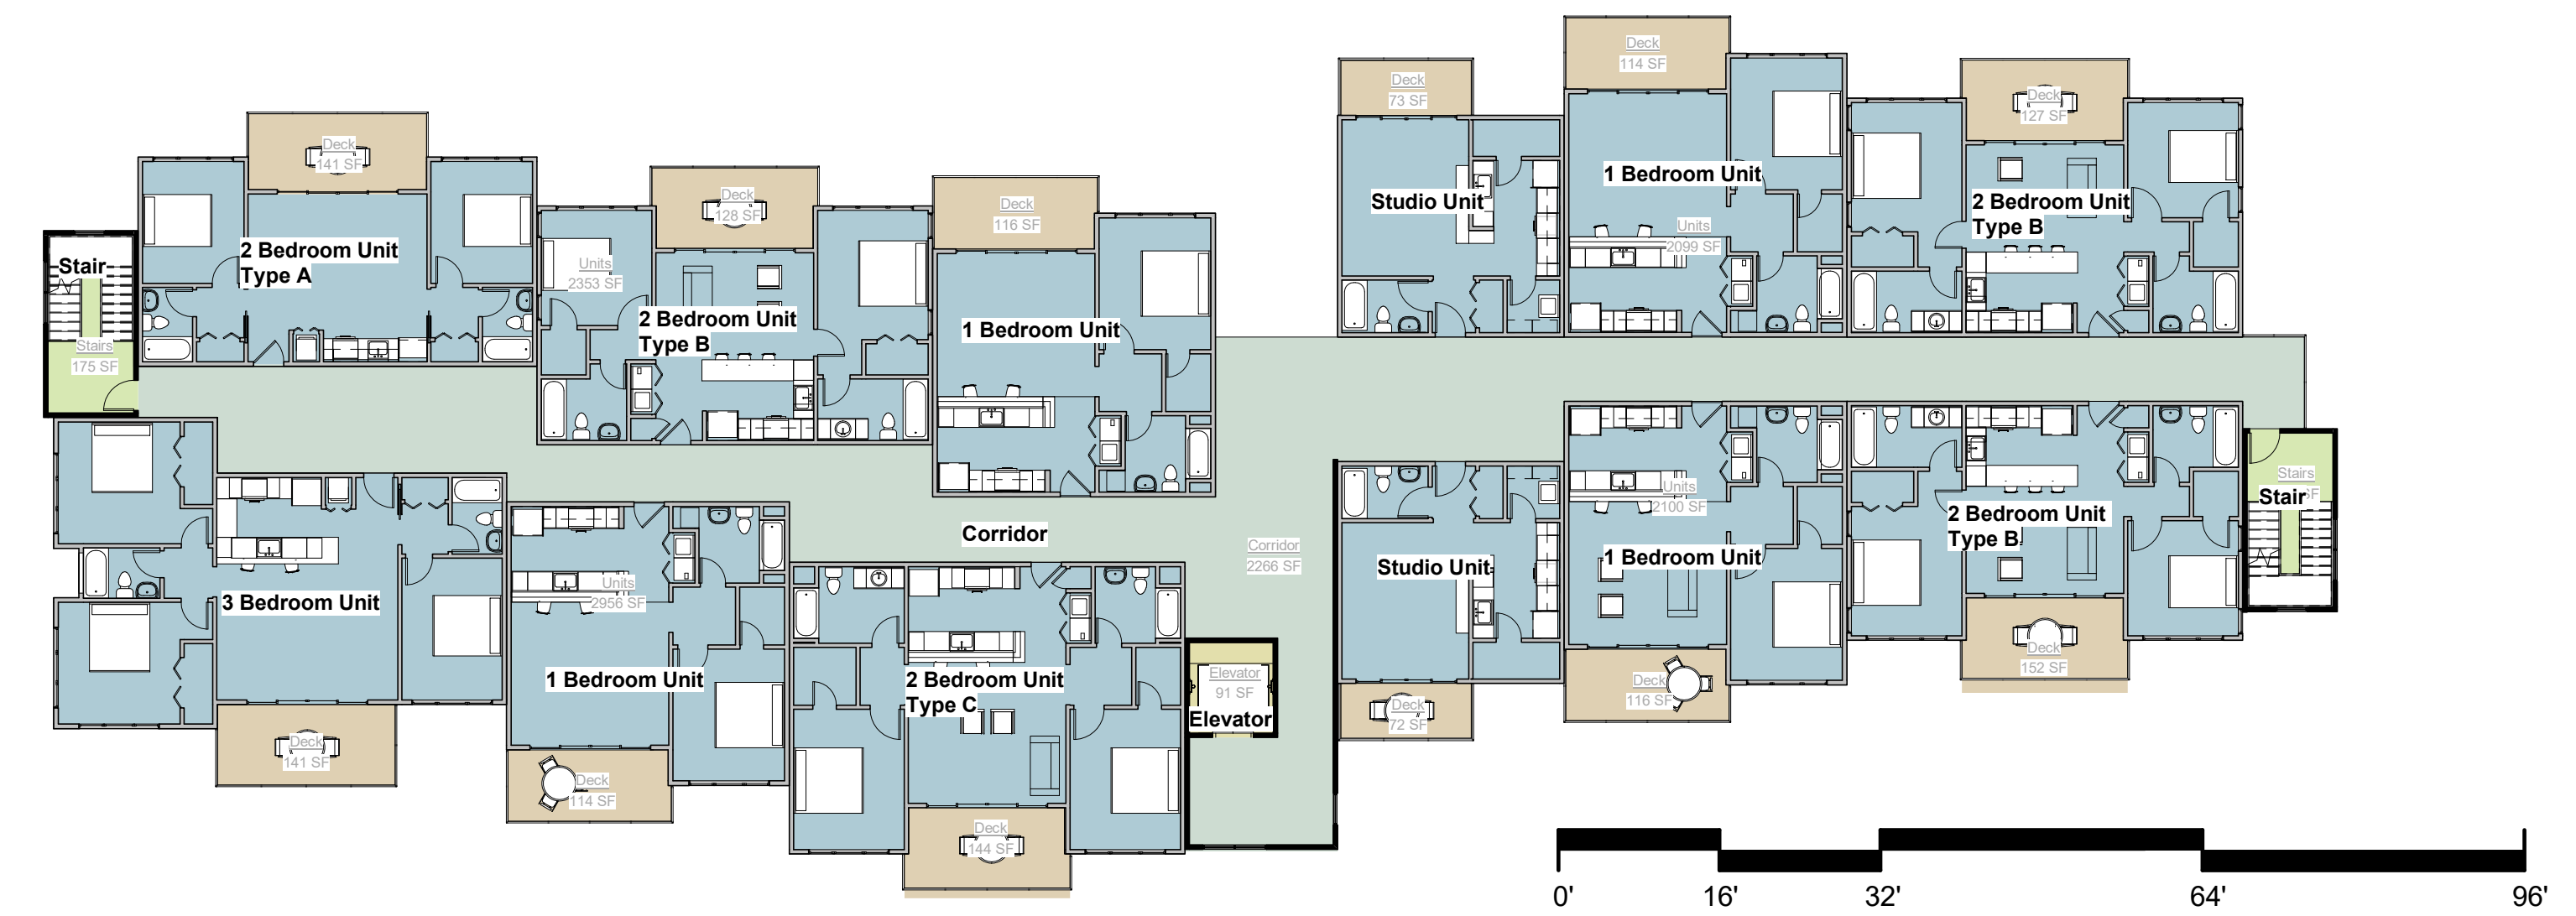 Deck
114 SF
Deck
73 SF
Deck
127 SF
Deck
141 SF
Deck
128 SF
Deck
116 SF
1 Bedroom Unit
Studio Unit
2 Bedroom Unit
Type B
Units
2099 SF
2 Bedroom Unit
Type A
Stair
Units
2353 SF
2 Bedroom Unit
Type B
1 Bedroom Unit
Stairs
175 SF
Corridor
Corridor
2266 SF
Units
2100 SF
Studio Unit
1 Bedroom Unit
2 Bedroom Unit
Type B
Stairs
SF
Stair
3 Bedroom Unit
Units
2956 SF
1 Bedroom Unit
2 Bedroom Unit
Type C
Elevator
91 SF
Elevator
Deck
72 SF
Deck
116 SF
Deck
152 SF
Deck
141 SF
Deck
114 SF
Deck
144 SF
0'
16'
32'
64'
96'